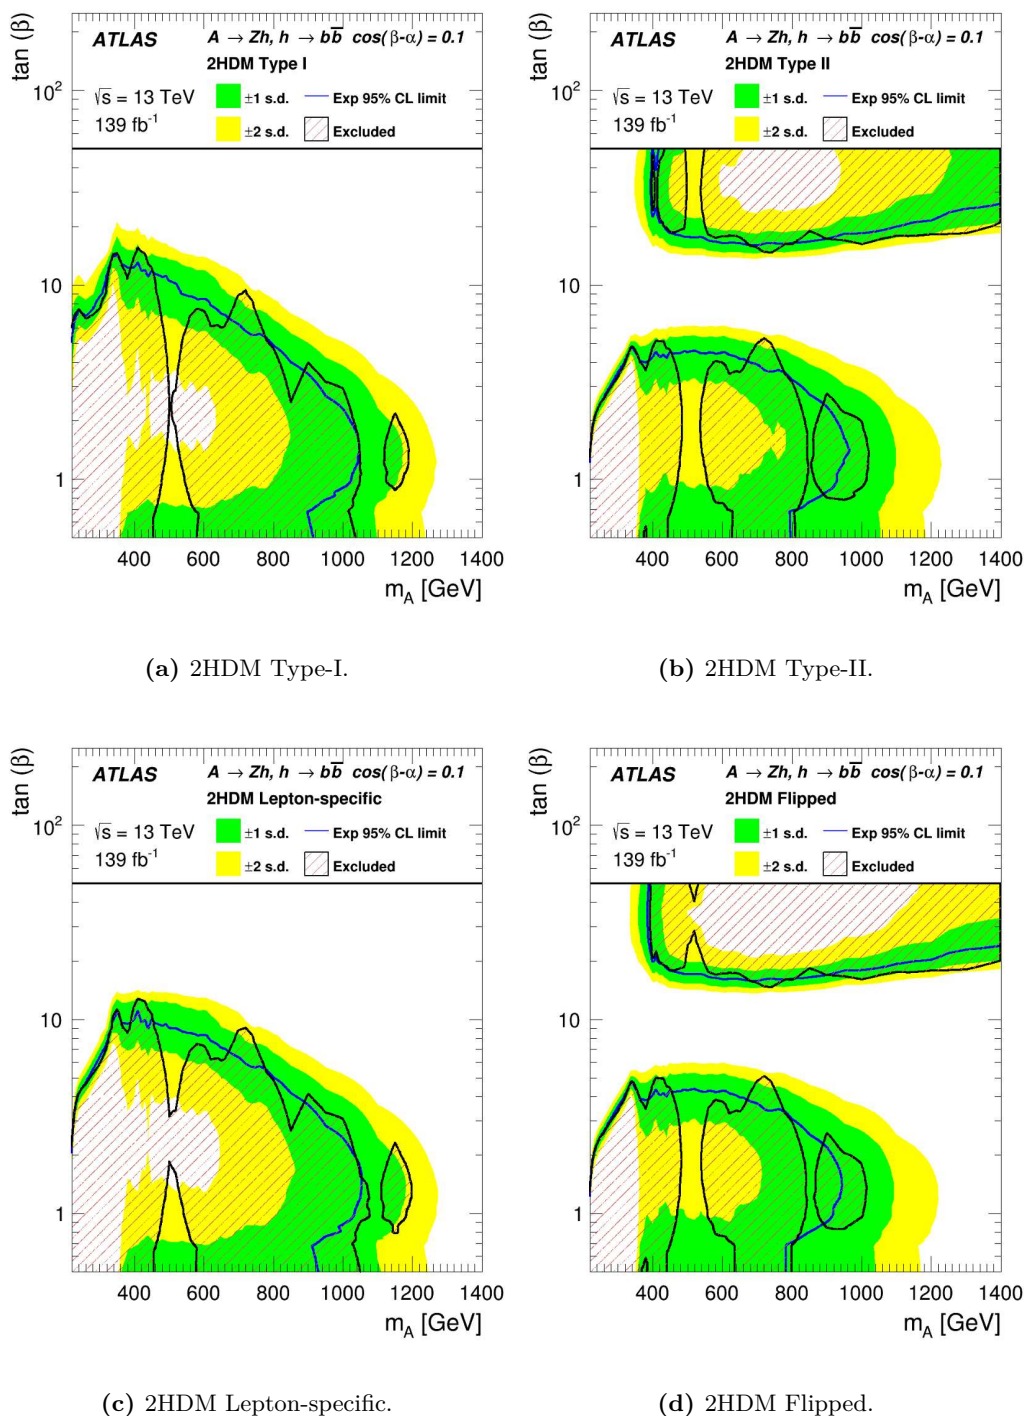 tan (β)
ATLAS
A → Zh, h → bb̅ cos(β-α) = 0.1
2HDM Type I
√s = 13 TeV
139 fb⁻¹
±1 s.d.
Exp 95% CL limit
±2 s.d.
Excluded
10²
10
1
400 600 800 1000 1200 1400
m_A [GeV]
(a) 2HDM Type-I.
tan (β)
ATLAS
A → Zh, h → bb̅ cos(β-α) = 0.1
2HDM Type II
√s = 13 TeV
139 fb⁻¹
±1 s.d.
Exp 95% CL limit
±2 s.d.
Excluded
10²
10
1
400 600 800 1000 1200 1400
m_A [GeV]
(b) 2HDM Type-II.
tan (β)
ATLAS
A → Zh, h → bb̅ cos(β-α) = 0.1
2HDM Lepton-specific
√s = 13 TeV
139 fb⁻¹
±1 s.d.
Exp 95% CL limit
±2 s.d.
Excluded
10²
10
1
400 600 800 1000 1200 1400
m_A [GeV]
(c) 2HDM Lepton-specific.
tan (β)
ATLAS
A → Zh, h → bb̅ cos(β-α) = 0.1
2HDM Flipped
√s = 13 TeV
139 fb⁻¹
±1 s.d.
Exp 95% CL limit
±2 s.d.
Excluded
10²
10
1
400 600 800 1000 1200 1400
m_A [GeV]
(d) 2HDM Flipped.